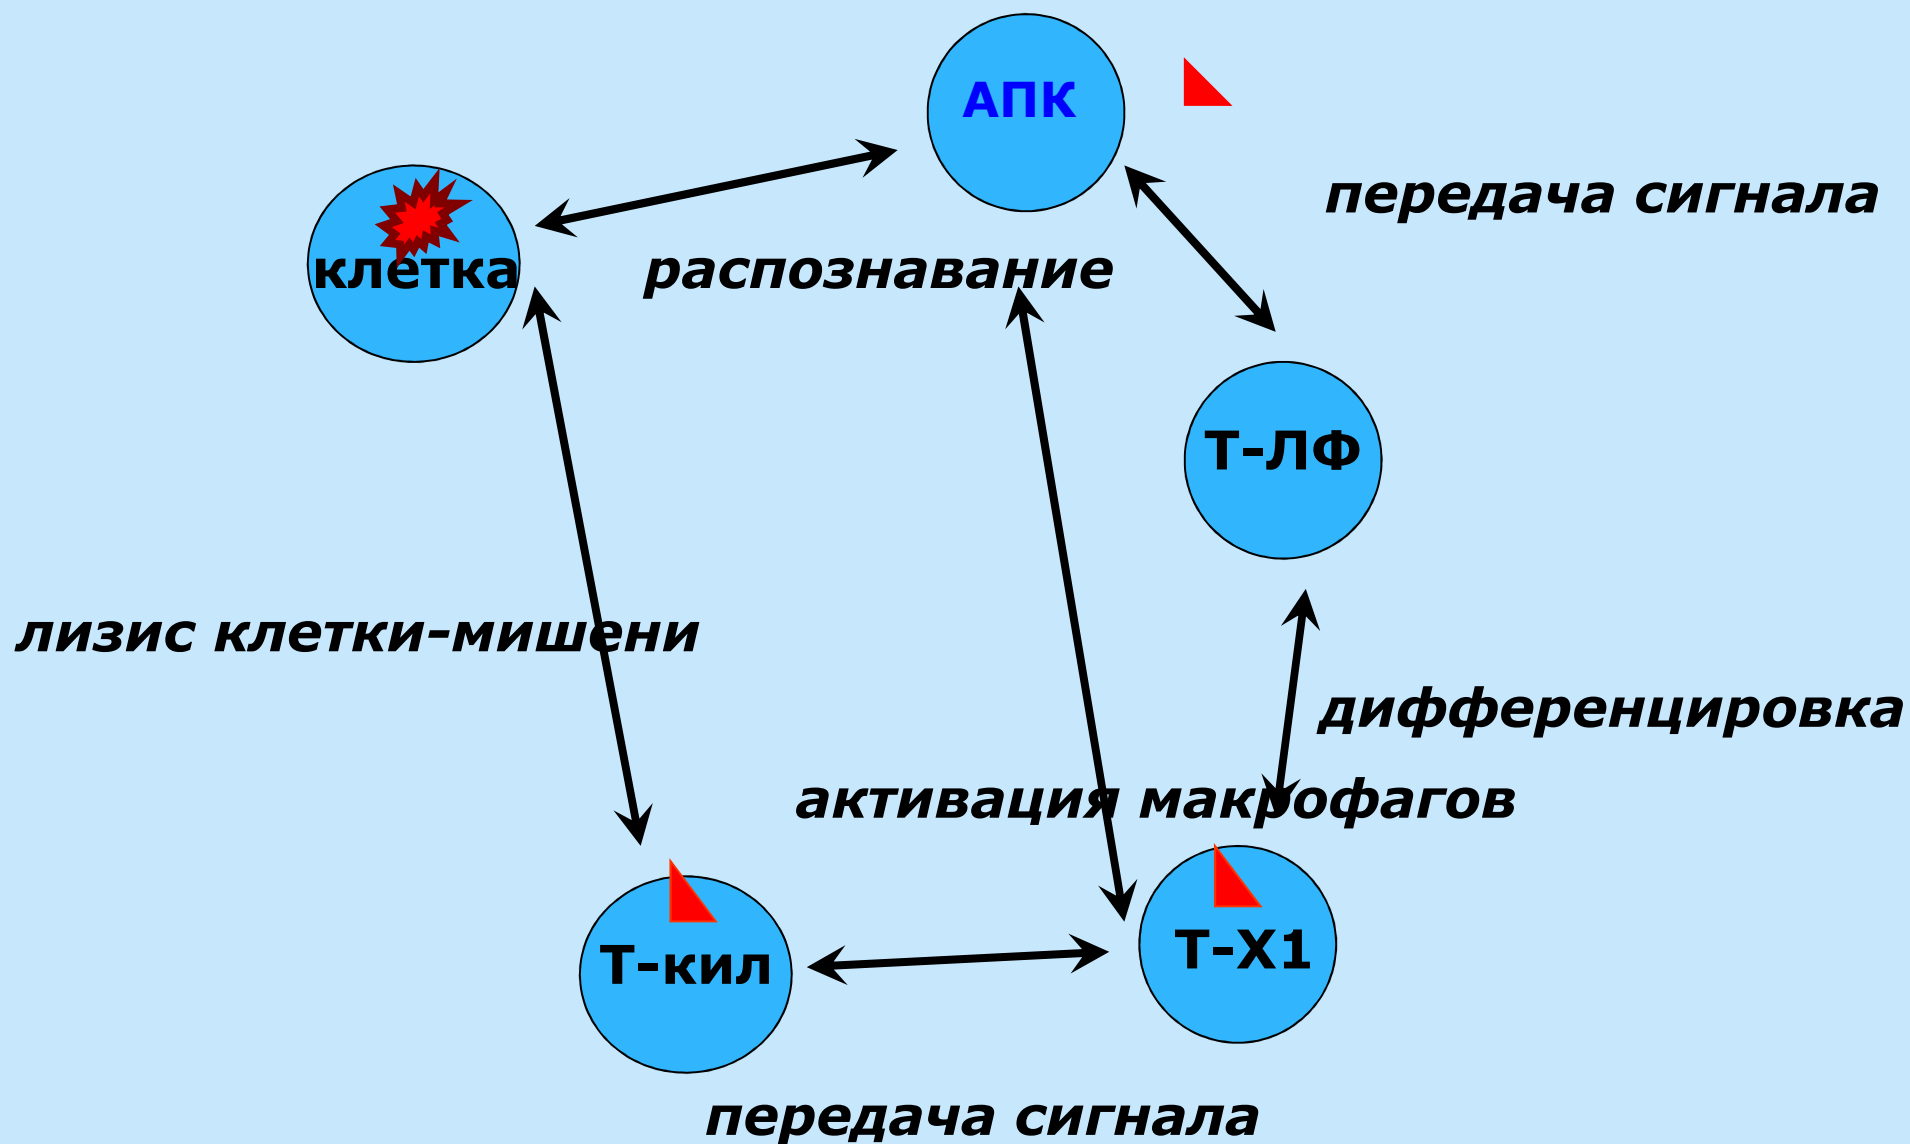 АПК
передача сигнала
клетка
распознавание
Т-ЛФ
лизис клетки-мишени
дифференцировка
активация макрофагов
Т-Х1
Т-кил
передача сигнала